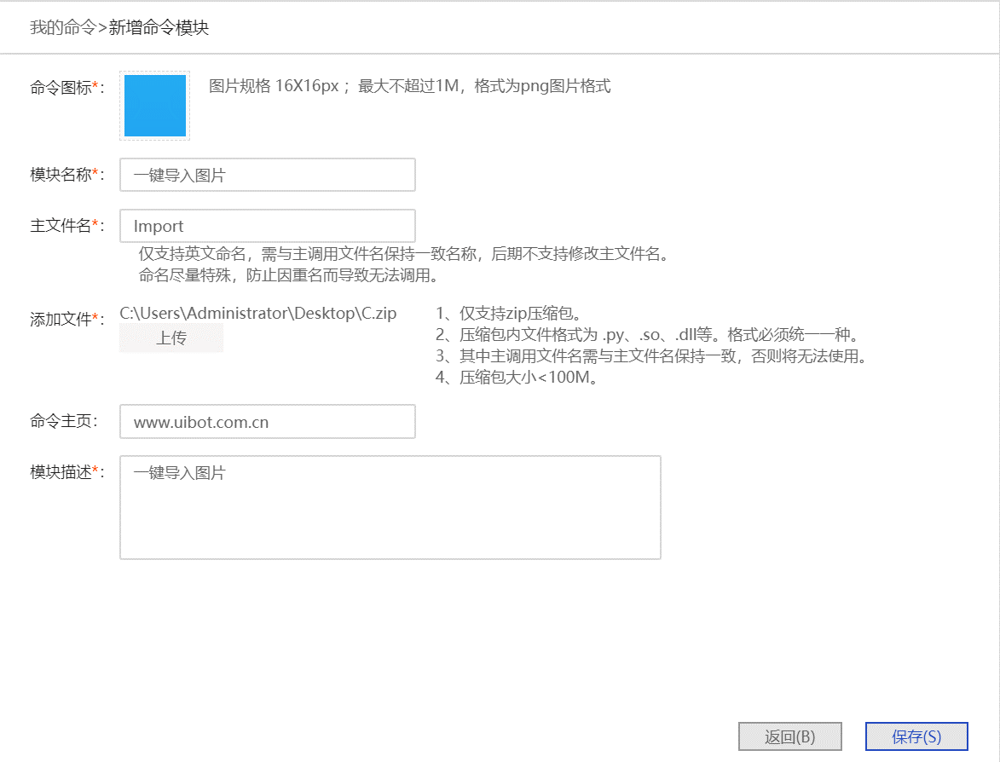 我的命令>新增命令模块
命令图标*： 图片规格 16X16px ；最大不超过1M，格式为png图片格式
模块名称*： 一键导入图片
主文件名*： Import
仅支持英文命名，需与主调用文件名保持一致名称，后期不支持修改主文件名。
命名尽量特殊，防止因重名而导致无法调用。
添加文件*： C:\Users\Administrator\Desktop\C.zip
上传
1、仅支持zip压缩包。
2、压缩包内文件格式为 .py、.so、.dll等。格式必须统一一种。
3、其中主调用文件名需与主文件名保持一致，否则将无法使用。
4、压缩包大小<100M。
命令主页： www.uibot.com.cn
模块描述*： 一键导入图片
返回(B) 保存(S)